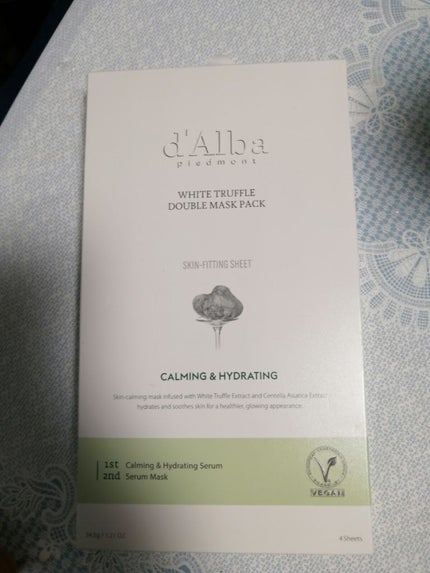 d'Alba
piedmont
WHITE TRUFFLE
DOUBLE MASK PACK
SKIN-FITTING SHEET
CALMING & HYDRATING
Skin-calming mask infused with White Truffle Extract and Centella Asiatica Extract
hydrates and soothes skin for a healthier, glowing appearance.
1st Calming & Hydrating Serum
2nd Serum Mask
VEGAN
4 Sheets